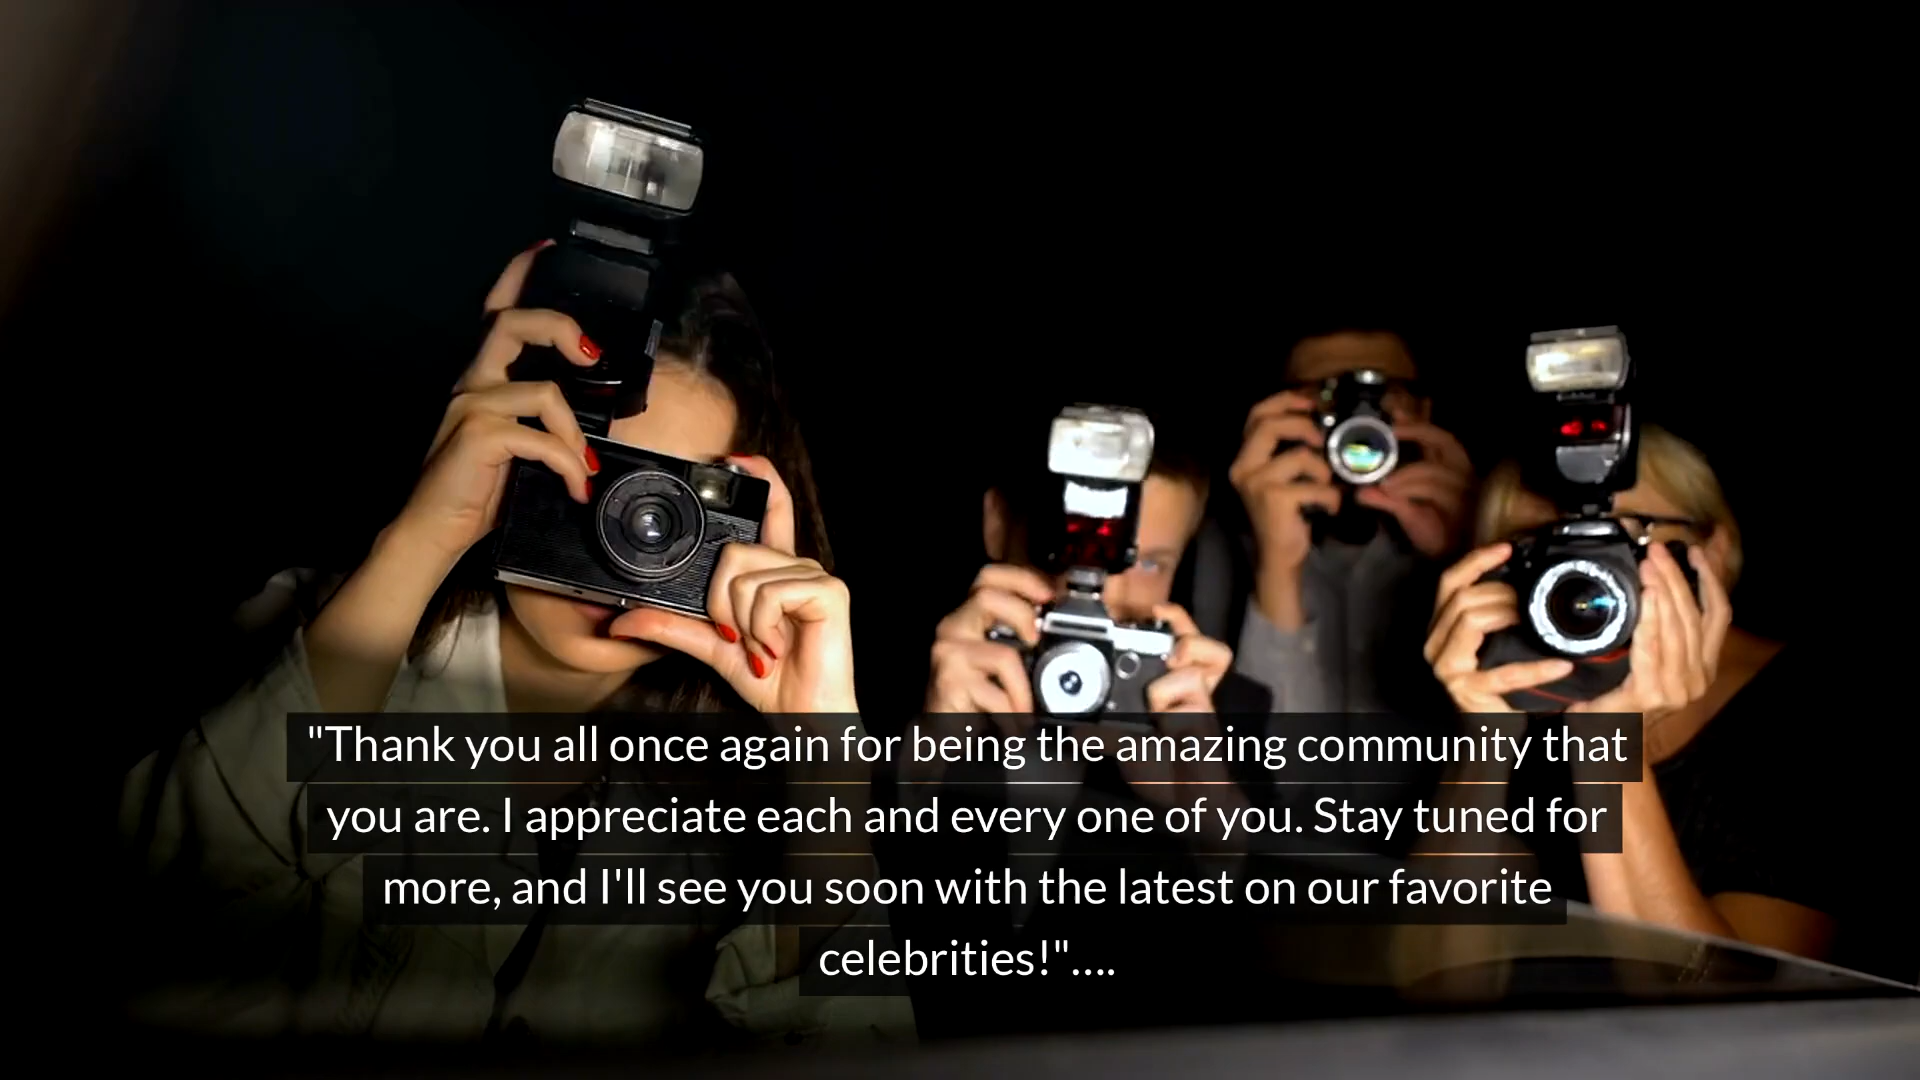 "Thank you all once again for being the amazing community that
you are. I appreciate each and every one of you. Stay tuned for
more, and I'll see you soon with the latest on our favorite
celebrities!"....